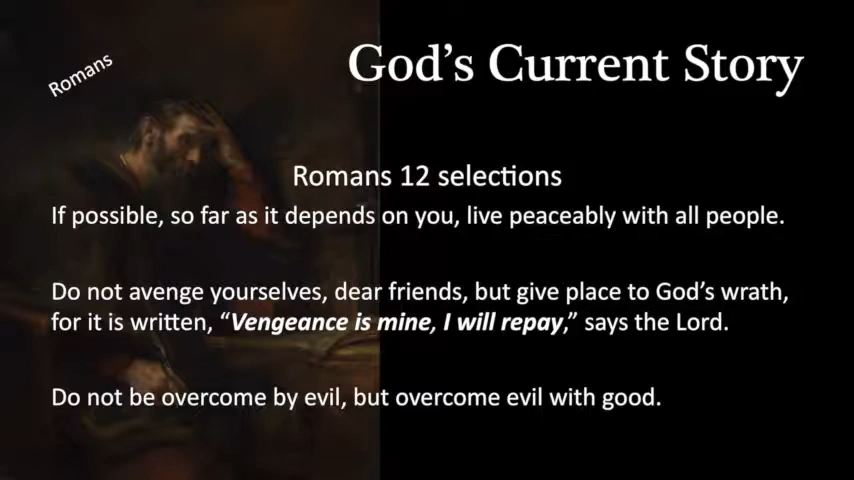 Romans
God’s Current Story
Romans 12 selections
If possible, so far as it depends on you, live peaceably with all people.
Do not avenge yourselves, dear friends, but give place to God’s wrath,
for it is written, “Vengeance is mine, I will repay,” says the Lord.
Do not be overcome by evil, but overcome evil with good.